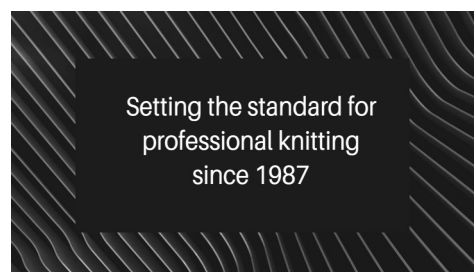 Setting the standard for
professional knitting
since 1987